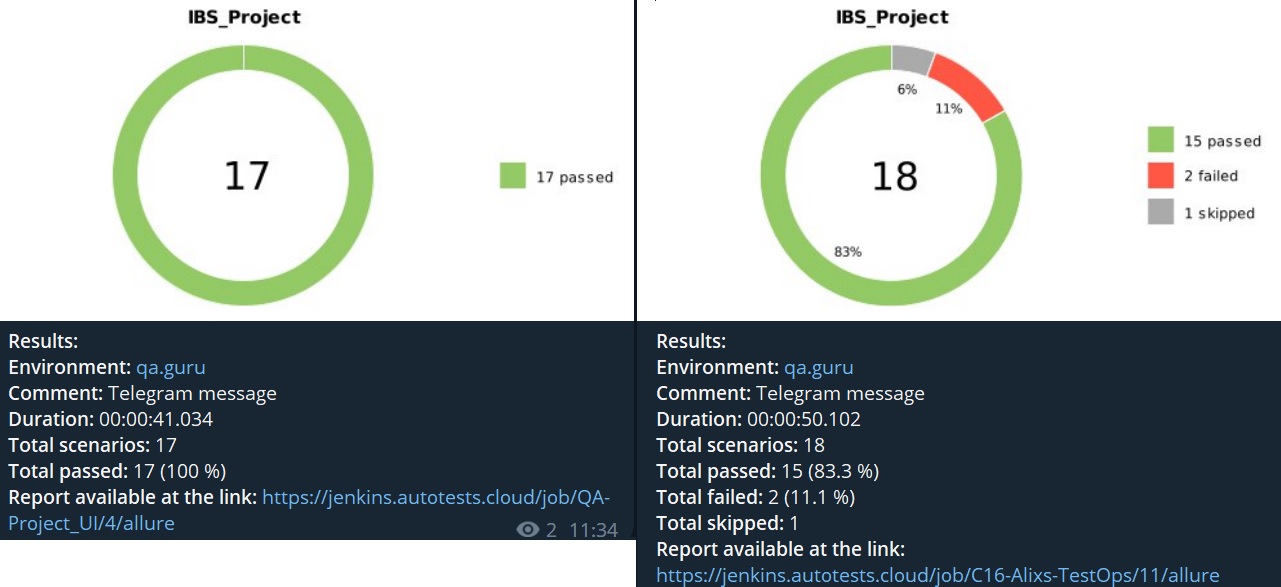 IBS_Project
17
17 passed
Results:
Environment: qa.guru
Comment: Telegram message
Duration: 00:00:41.034
Total scenarios: 17
Total passed: 17 (100 %)
Report available at the link: https://jenkins.autotests.cloud/job/QA-
Project_UI/4/allure
2 11:34
IBS_Project
6%
11%
18
83%
15 passed
2 failed
1 skipped
Results:
Environment: qa.guru
Comment: Telegram message
Duration: 00:00:50.102
Total scenarios: 18
Total passed: 15 (83.3 %)
Total failed: 2 (11.1 %)
Total skipped: 1
Report available at the link:
https://jenkins.autotests.cloud/job/C16-Alixs-TestOps/11/allure